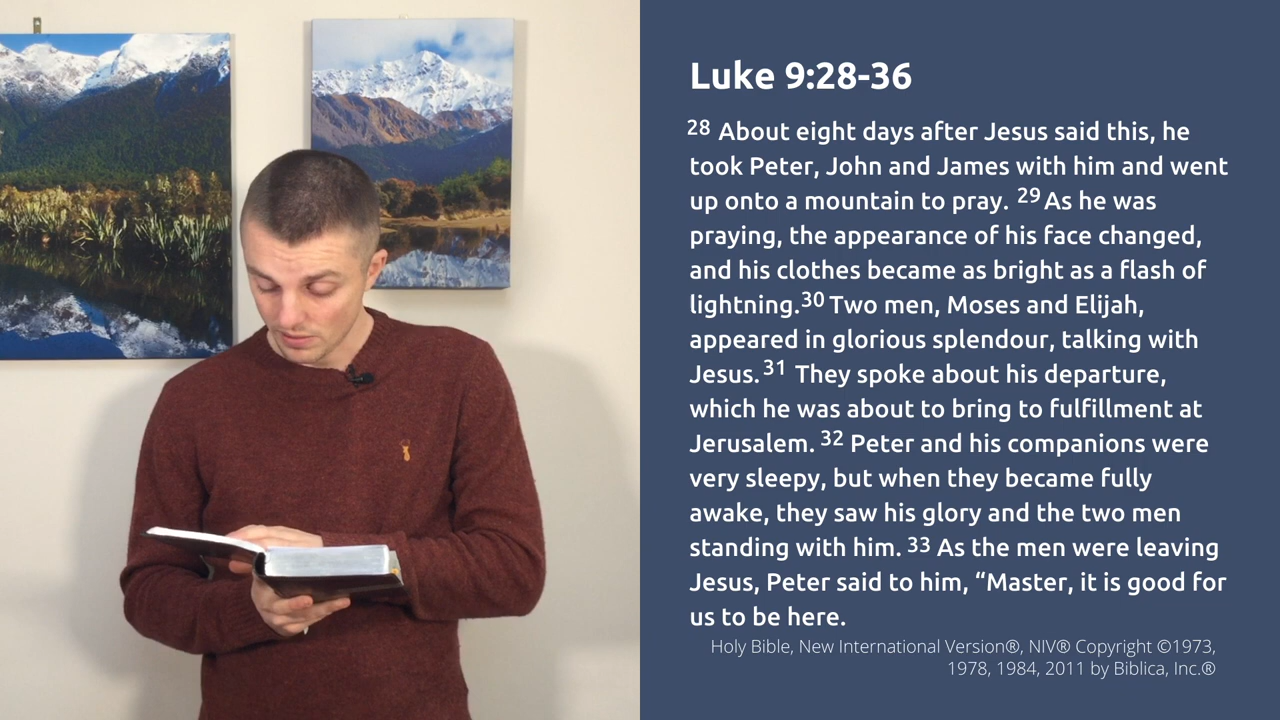 Luke 9:28-36
28 About eight days after Jesus said this, he
took Peter, John and James with him and went
up onto a mountain to pray. 29 As he was
praying, the appearance of his face changed,
and his clothes became as bright as a flash of
lightning.30 Two men, Moses and Elijah,
appeared in glorious splendour, talking with
Jesus. 31 They spoke about his departure,
which he was about to bring to fulfillment at
Jerusalem. 32 Peter and his companions were
very sleepy, but when they became fully
awake, they saw his glory and the two men
standing with him. 33 As the men were leaving
Jesus, Peter said to him, “Master, it is good for
us to be here.
Holy Bible, New International Version®, NIV® Copyright ©1973,
1978, 1984, 2011 by Biblica, Inc.®